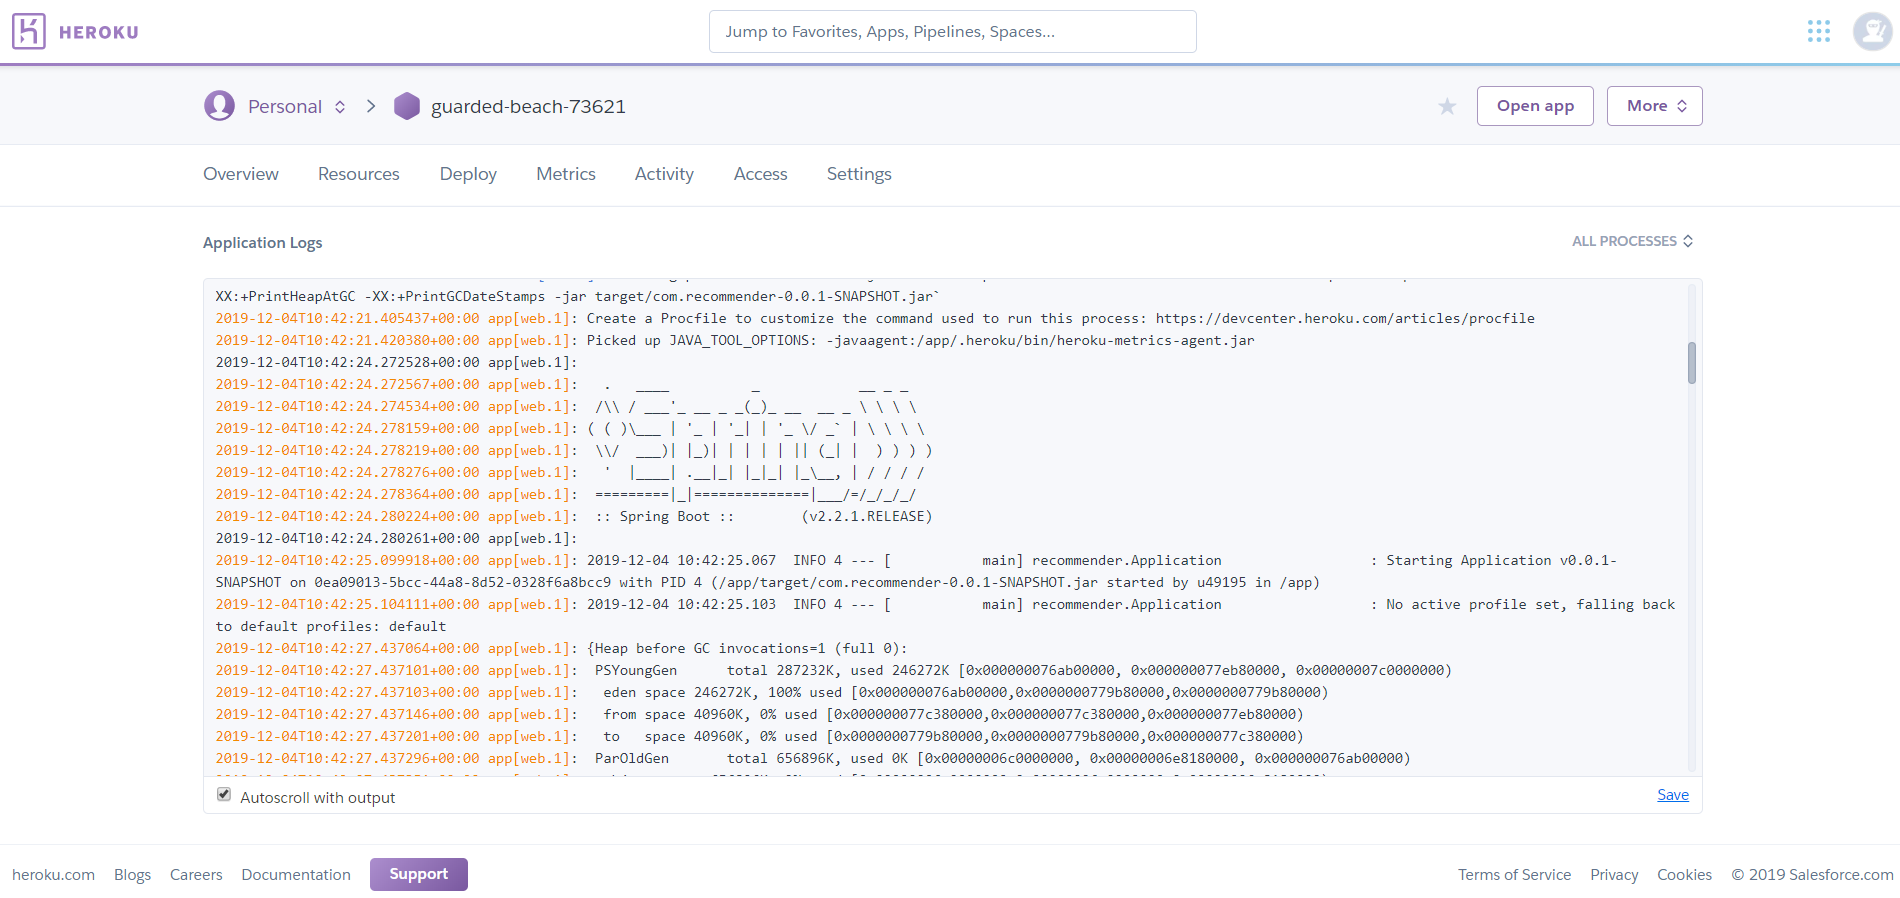 HEROKU
Jump to Favorites, Apps, Pipelines, Spaces...
Personal > guarded-beach-73621
Open app
More
Overview Resources Deploy Metrics Activity Access Settings
Application Logs
ALL PROCESSES
XX:+PrintHeapAtGC -XX:+PrintGCDateStamps -jar target/com.recommender-0.0.1-SNAPSHOT.jar`
2019-12-04T10:42:21.405437+00:00 app[web.1]: Create a Procfile to customize the command used to run this process: https://devcenter.heroku.com/articles/procfile
2019-12-04T10:42:21.420380+00:00 app[web.1]: Picked up JAVA_TOOL_OPTIONS: -javaagent:/app/.heroku/bin/heroku-metrics-agent.jar
2019-12-04T10:42:24.272528+00:00 app[web.1]:
2019-12-04T10:42:24.272567+00:00 app[web.1]:   .   ____          _            __ _ _
2019-12-04T10:42:24.274534+00:00 app[web.1]:  /\\ / ___'_ __ _ _(_)_ __  __ _ \ \ \ \
2019-12-04T10:42:24.278159+00:00 app[web.1]: ( ( )\___ | '_ | '_| | '_ \/ _` | \ \ \ \
2019-12-04T10:42:24.278219+00:00 app[web.1]:  \\/  ___)| |_)| | | | | || (_| |  ) ) ) )
2019-12-04T10:42:24.278276+00:00 app[web.1]:   '  |____| .__|_| |_|_| |_\__, | / / / /
2019-12-04T10:42:24.278364+00:00 app[web.1]:  =========|_|==============|___/=/_/_/_/
2019-12-04T10:42:24.280224+00:00 app[web.1]:  :: Spring Boot ::        (v2.2.1.RELEASE)
2019-12-04T10:42:24.280261+00:00 app[web.1]:
2019-12-04T10:42:25.099918+00:00 app[web.1]: 2019-12-04 10:42:25.067  INFO 4 --- [           main] recommender.Application                  : Starting Application v0.0.1-
SNAPSHOT on 0ea09013-5bcc-44a8-8d52-0328f6a8bcc9 with PID 4 (/app/target/com.recommender-0.0.1-SNAPSHOT.jar started by u49195 in /app)
2019-12-04T10:42:25.104111+00:00 app[web.1]: 2019-12-04 10:42:25.103  INFO 4 --- [           main] recommender.Application                  : No active profile set, falling back
to default profiles: default
2019-12-04T10:42:27.437064+00:00 app[web.1]: {Heap before GC invocations=1 (full 0):
2019-12-04T10:42:27.437101+00:00 app[web.1]:  PSYoungGen      total 287232K, used 246272K [0x000000076ab00000, 0x000000077eb80000, 0x00000007c0000000)
2019-12-04T10:42:27.437103+00:00 app[web.1]:   eden space 246272K, 100% used [0x000000076ab00000,0x0000000779b80000,0x0000000779b80000)
2019-12-04T10:42:27.437146+00:00 app[web.1]:   from space 40960K, 0% used [0x000000077c380000,0x000000077c380000,0x000000077eb80000)
2019-12-04T10:42:27.437201+00:00 app[web.1]:   to   space 40960K, 0% used [0x0000000779b80000,0x0000000779b80000,0x000000077c380000)
2019-12-04T10:42:27.437296+00:00 app[web.1]:  ParOldGen       total 656896K, used 0K [0x00000006c0000000, 0x00000006e8180000, 0x000000076ab00000)
Autoscroll with output
Save
heroku.com Blogs Careers Documentation Support
Terms of Service Privacy Cookies © 2019 Salesforce.com